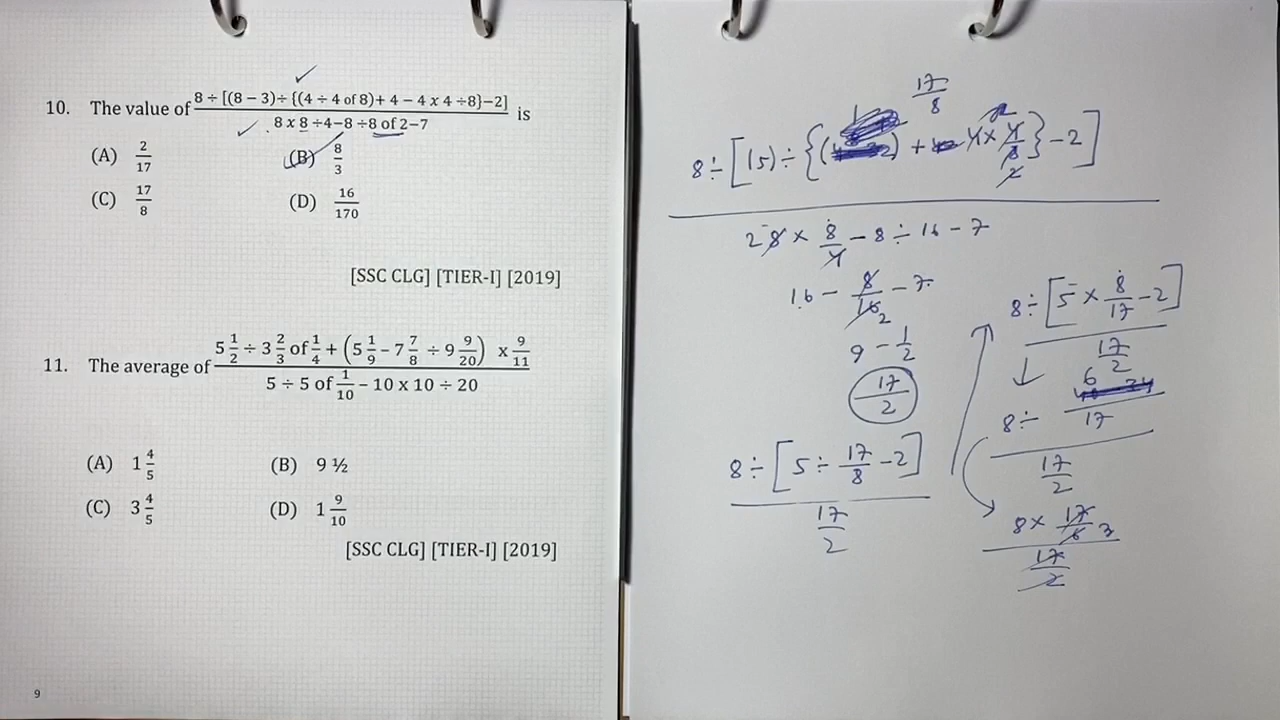 10. The value of 8 ÷ [(8 – 3)÷ {(4 ÷ 4 of 8)+ 4 – 4 x 4 ÷8}–2] / 8 x 8 ÷4–8 ÷8 of 2–7 is
(A) 2/17 (B) 8/3
(C) 17/8 (D) 16/170
[SSC CLG] [TIER-I] [2019]
11. The average of 5 1/2 ÷ 3 2/3 of 1/4 + (5 1/9 – 7 7/8 ÷ 9 9/20) x 9/11 / 5 ÷ 5 of 1/10 – 10 x 10 ÷ 20
(A) 1 4/5 (B) 9 ½
(C) 3 4/5 (D) 1 9/10
[SSC CLG] [TIER-I] [2019]
9
17/8
8 ÷ [(5) ÷ {( ) + 4 × 4/8} – 2]
2 8 × 8/4 – 8 ÷ 16 – 7
16 – 8/16 2 – 7
9 – 1/2
17/2
8 ÷ [5 ÷ 17/8 – 2]
17/2
8 ÷ [5 × 8/17 – 2]
17/2
8 ÷ 6/17
17/2
8 × 17/6 3
17/2